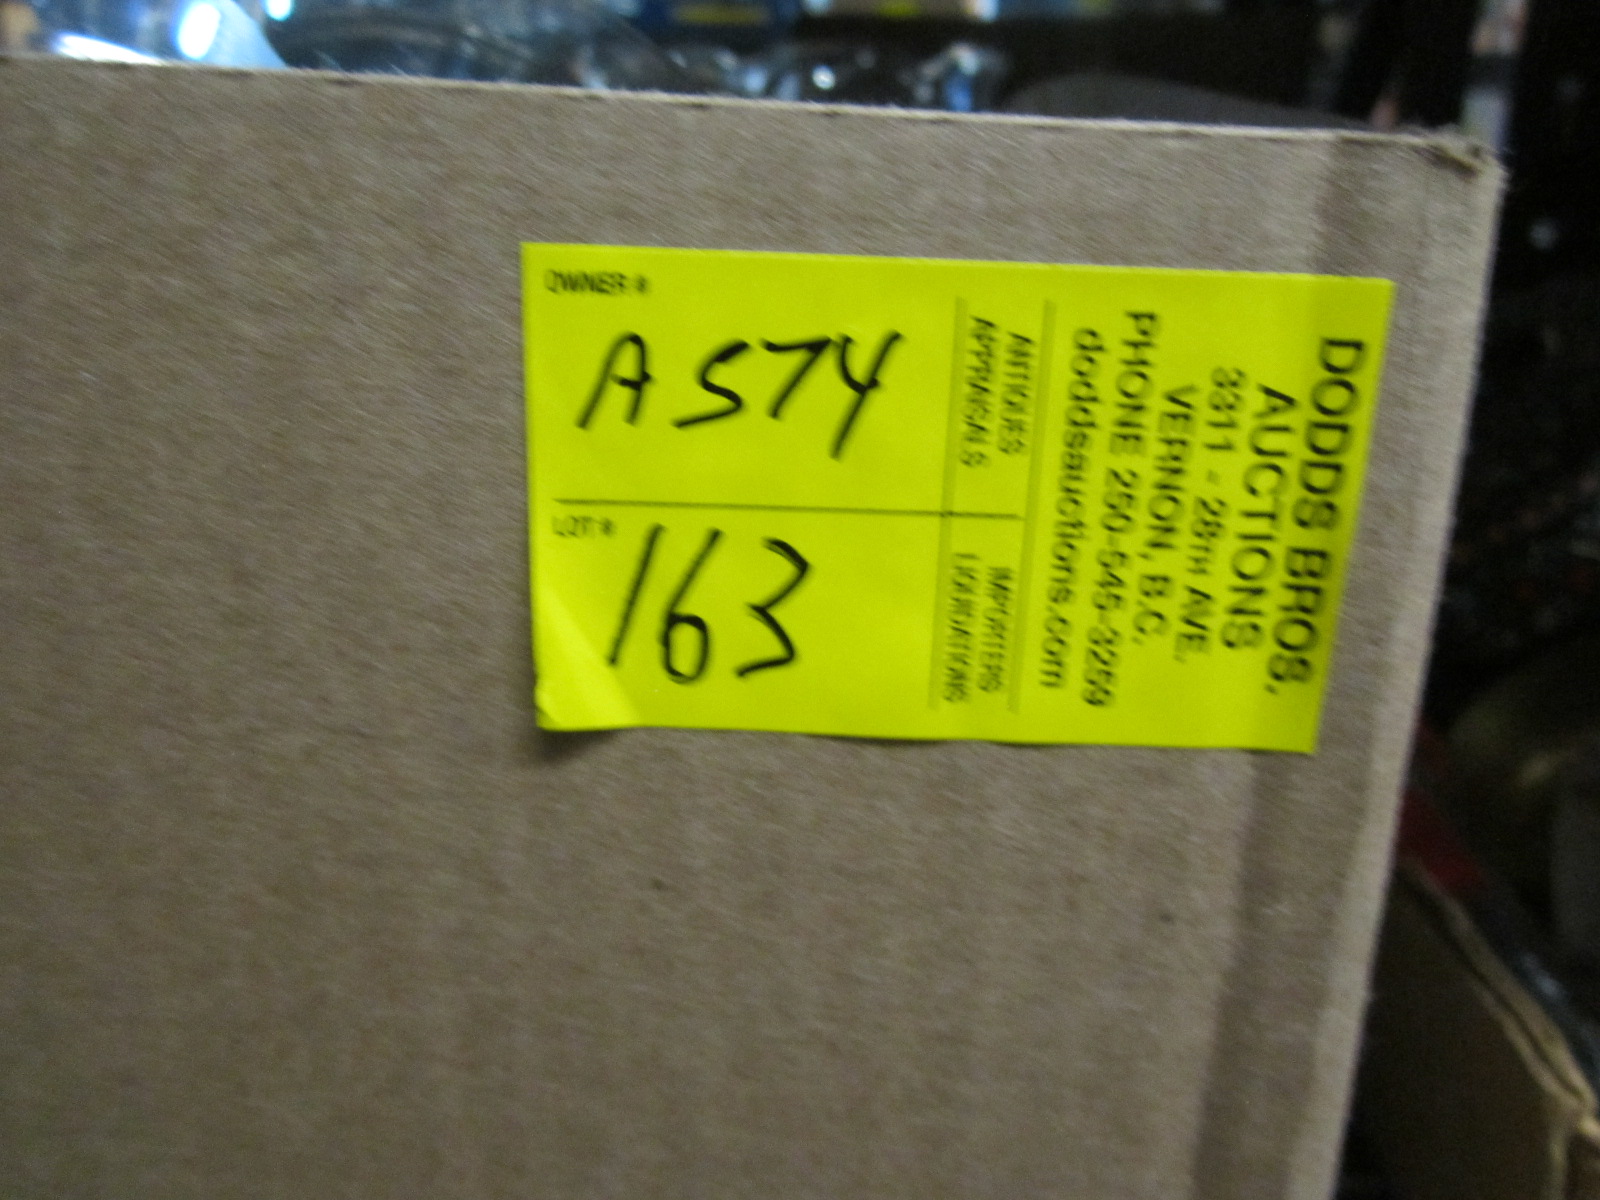 OWNER #
A574
LOT #
163
DODDS BROS.
AUCTIONS
3311 - 28TH AVE.
VERNON, B.C.
PHONE 250-545-3259
doddsauctions.com
ANTIQUES
APPRAISALS
IMPORTERS
LIQUIDATIONS